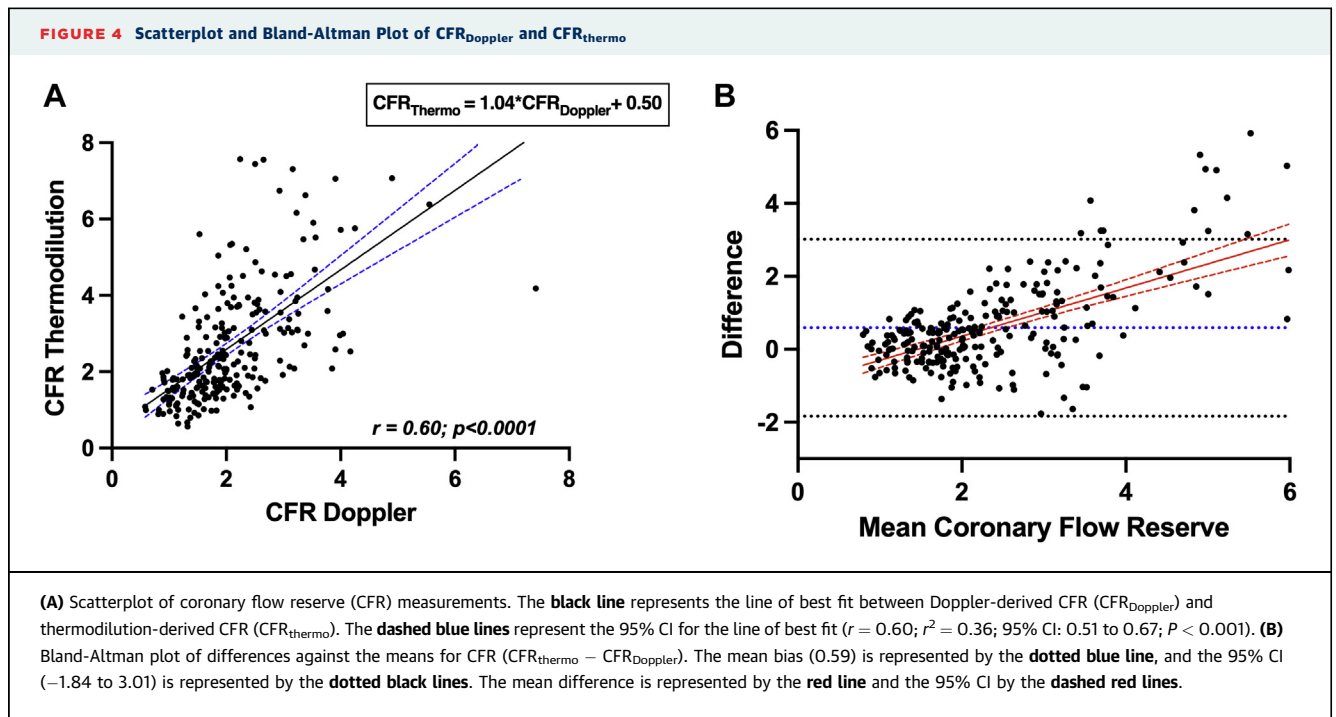 FIGURE 4 Scatterplot and Bland-Altman Plot of CFRDoppler and CFRthermo
A
CFRThermo = 1.04*CFRDoppler+ 0.50
CFR Thermodilution
8
6
4
2
0
0 2 4 6 8
r = 0.60; p<0.0001
CFR Doppler
B
Difference
6
4
2
0
-2
0 2 4 6
Mean Coronary Flow Reserve
(A) Scatterplot of coronary flow reserve (CFR) measurements. The black line represents the line of best fit between Doppler-derived CFR (CFRDoppler) and
thermodilution-derived CFR (CFRthermo). The dashed blue lines represent the 95% CI for the line of best fit (r = 0.60; r² = 0.36; 95% CI: 0.51 to 0.67; P < 0.001). (B)
Bland-Altman plot of differences against the means for CFR (CFRthermo − CFRDoppler). The mean bias (0.59) is represented by the dotted blue line, and the 95% CI
(−1.84 to 3.01) is represented by the dotted black lines. The mean difference is represented by the red line and the 95% CI by the dashed red lines.